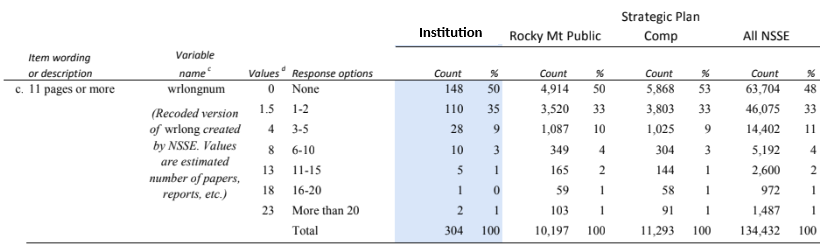 Strategic Plan
Institution Rocky Mt Public Comp All NSSE
Item wording or description Variable name c Values d Response options Count % Count % Count % Count %
c. 11 pages or more wrlongnum 0 None 148 50 4,914 50 5,868 53 63,704 48
(Recoded version of wrlong created by NSSE. Values are estimated number of papers, reports, etc.)
1.5 1-2 110 35 3,520 33 3,803 33 46,075 33
4 3-5 28 9 1,087 10 1,025 9 14,402 11
8 6-10 10 3 349 4 304 3 5,192 4
13 11-15 5 1 165 2 144 1 2,600 2
18 16-20 1 0 59 1 58 1 972 1
23 More than 20 2 1 103 1 91 1 1,487 1
Total 304 100 10,197 100 11,293 100 134,432 100